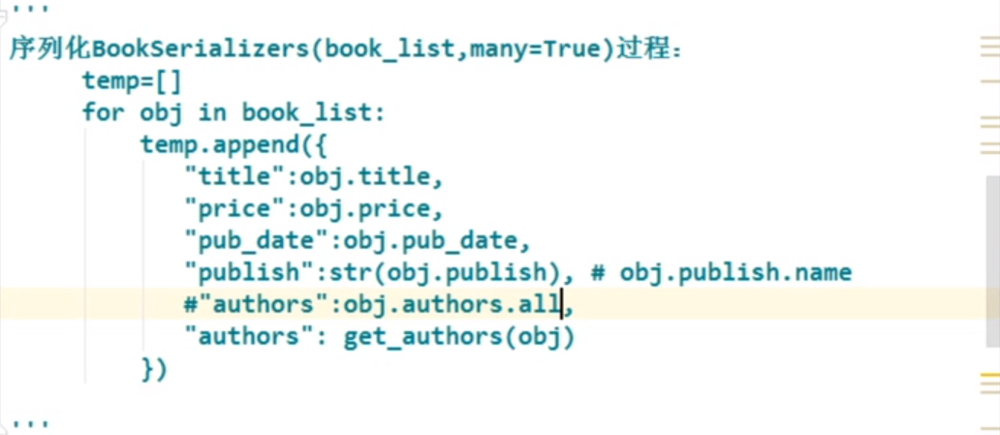 '''
序列化BookSerializers(book_list,many=True)过程:
temp=[]
for obj in book_list:
temp.append({
"title":obj.title,
"price":obj.price,
"pub_date":obj.pub_date,
"publish":str(obj.publish), # obj.publish.name
#"authors":obj.authors.all,
"authors": get_authors(obj)
})
'''